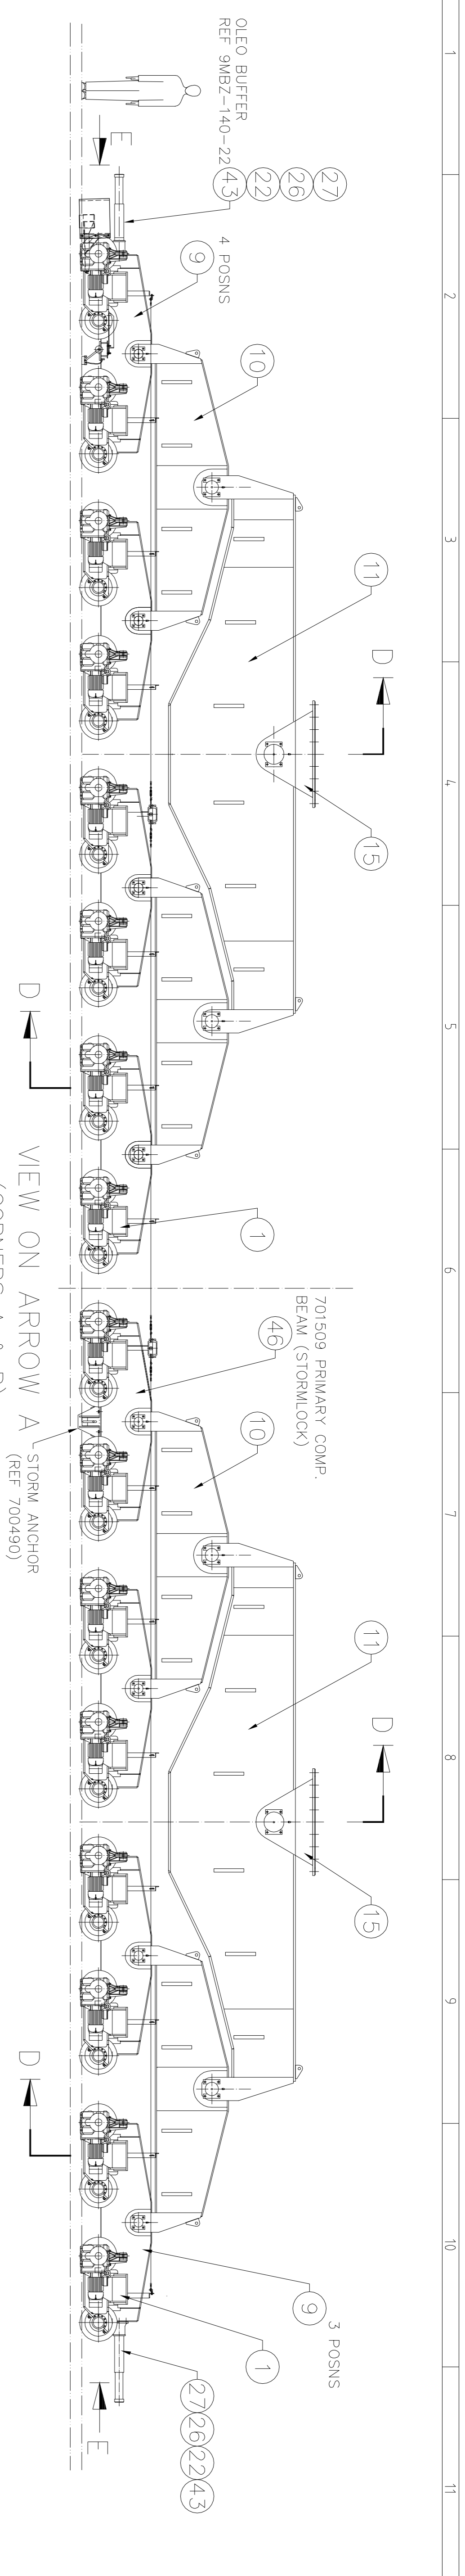 1
2
3
4
5
6
7
8
9
10
11
OLEO BUFFER
REF 9MBZ-140-22
E
27
26
22
43
4 POSNS
9
10
11
D
15
D
1
701509 PRIMARY COMP.
BEAM (STORMLOCK)
46
10
11
D
15
D
3 POSNS
9
1
27 26 22 43
E
VIEW ON ARROW A
(CORNERS A & B)
STORM ANCHOR
(REF 700490)